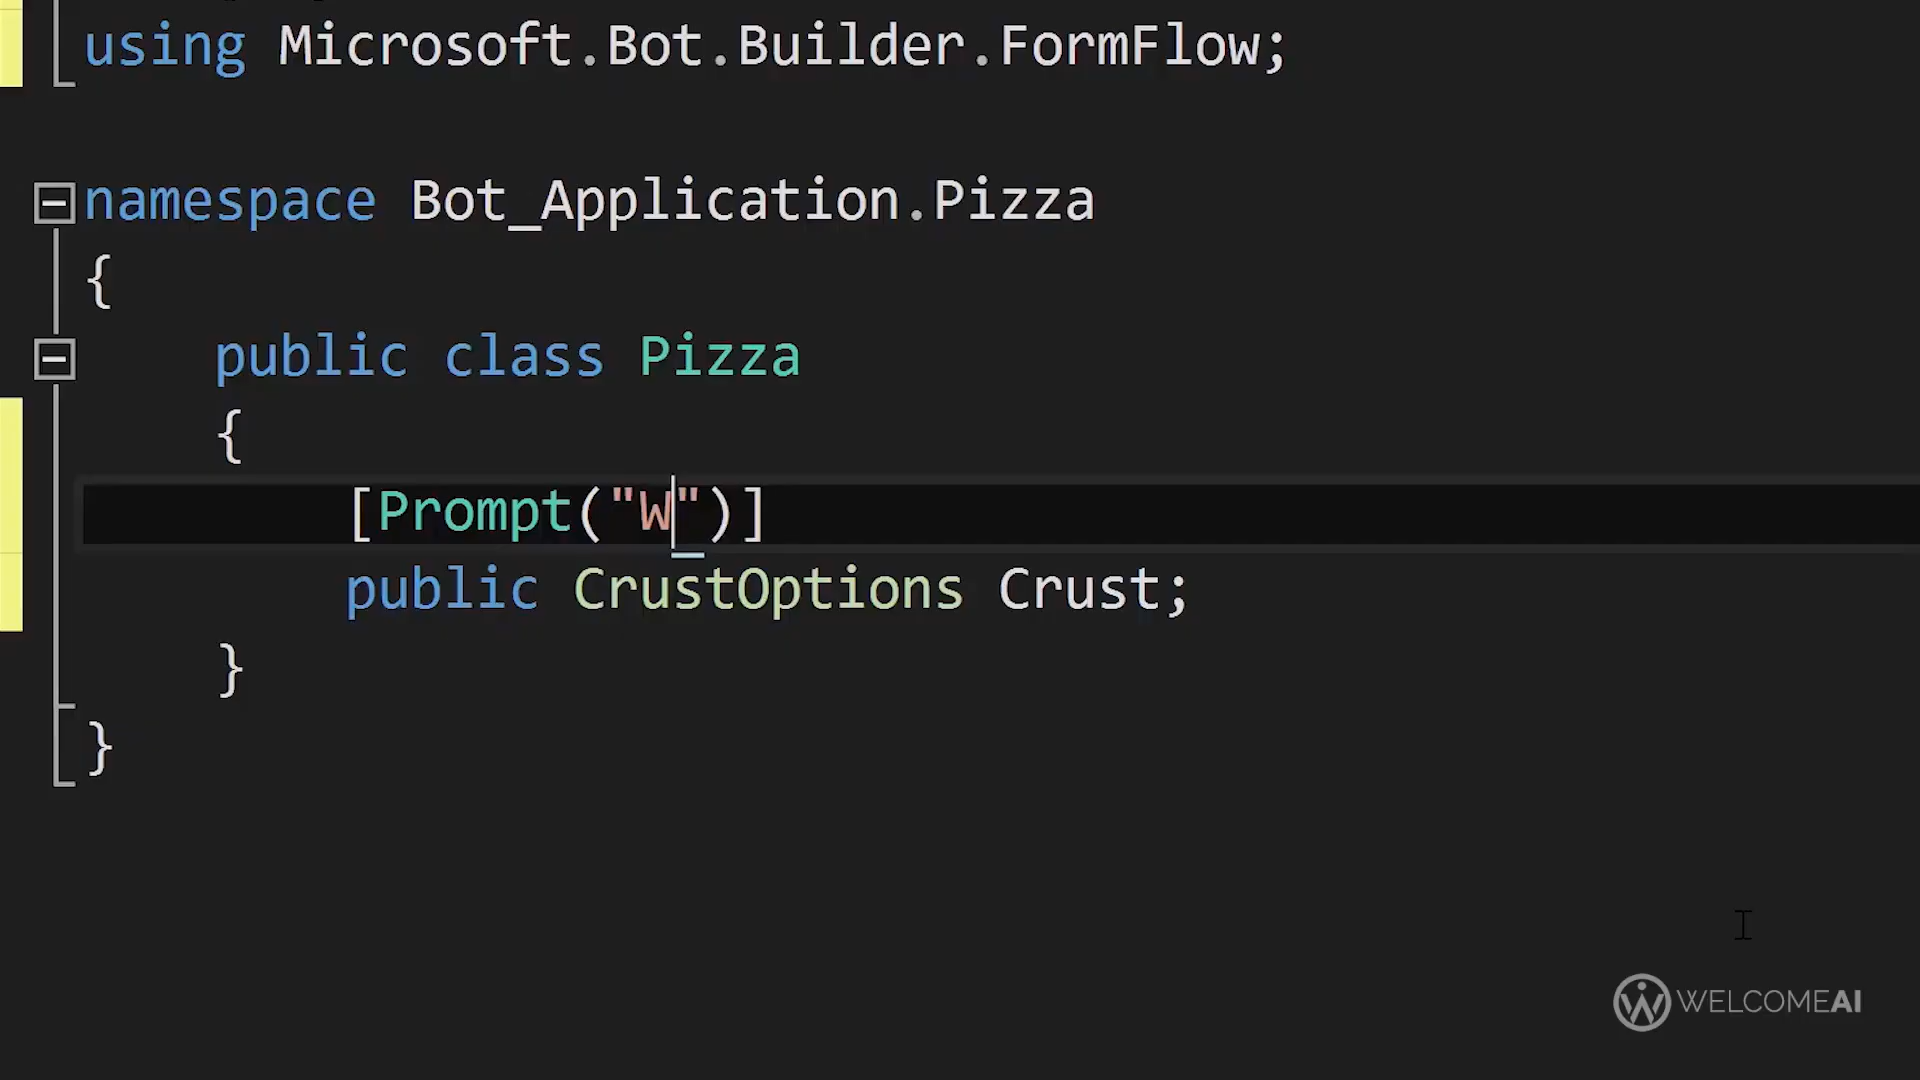 using Microsoft.Bot.Builder.FormFlow;
namespace Bot_Application.Pizza
{
public class Pizza
{
[Prompt("W")]
public CrustOptions Crust;
}
}
WELCOMEAI